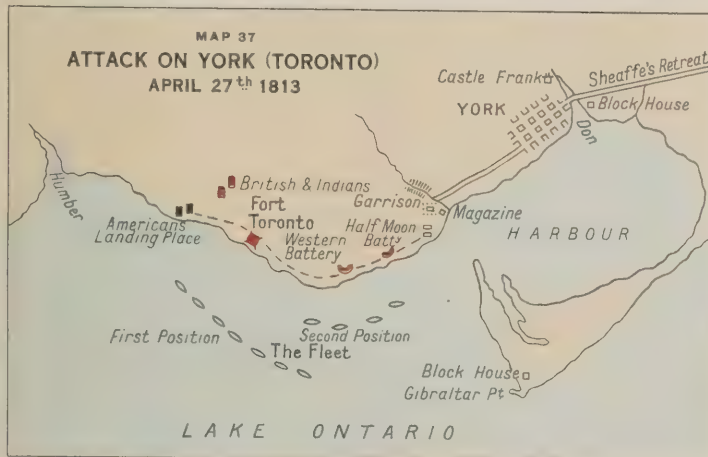 MAP 37
ATTACK ON YORK (TORONTO)
APRIL 27th 1813
Castle Frank
Sheaffe's Retreat
YORK
Block House
Don
Humber
British & Indians
Fort
Toronto
Garrison
Magazine
Americans
Landing Place
Western
Battery
Half Moon
Batty
HARBOUR
First Position
Second Position
The Fleet
Block House
Gibraltar Pt
LAKE ONTARIO